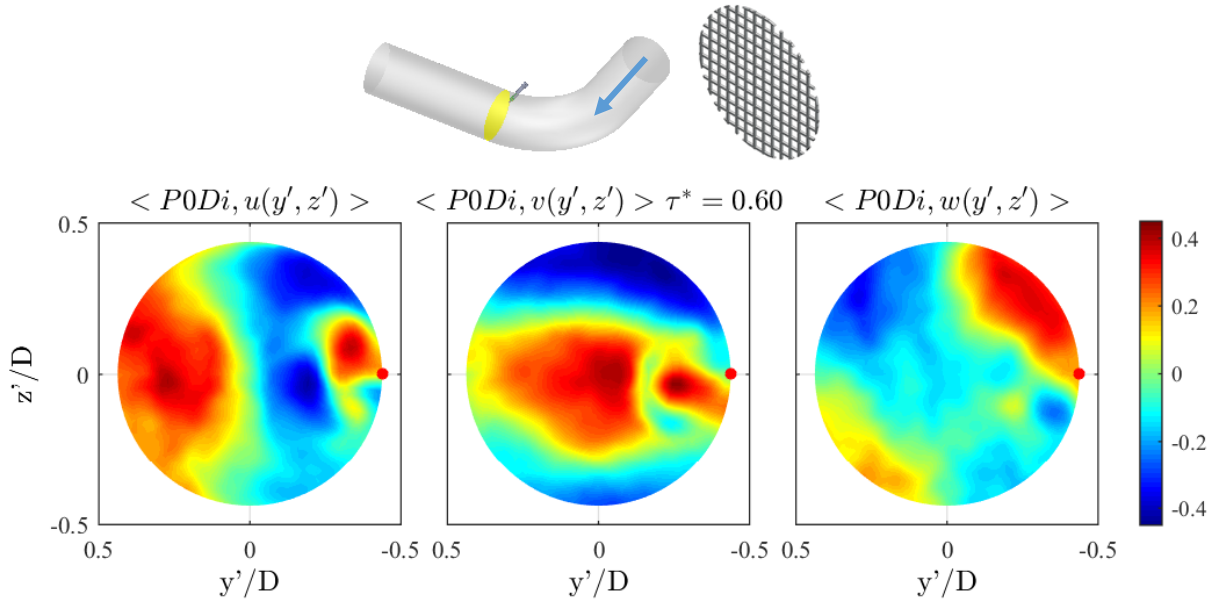 < P0Di, u(y′, z′) > < P0Di, v(y′, z′) > τ* = 0.60 < P0Di, w(y′, z′) >
0.5
0
-0.5
z'/D
0.5 0 -0.5
0.5 0 -0.5
0.5 0 -0.5
y'/D y'/D y'/D
0.4
0.2
0
-0.2
-0.4